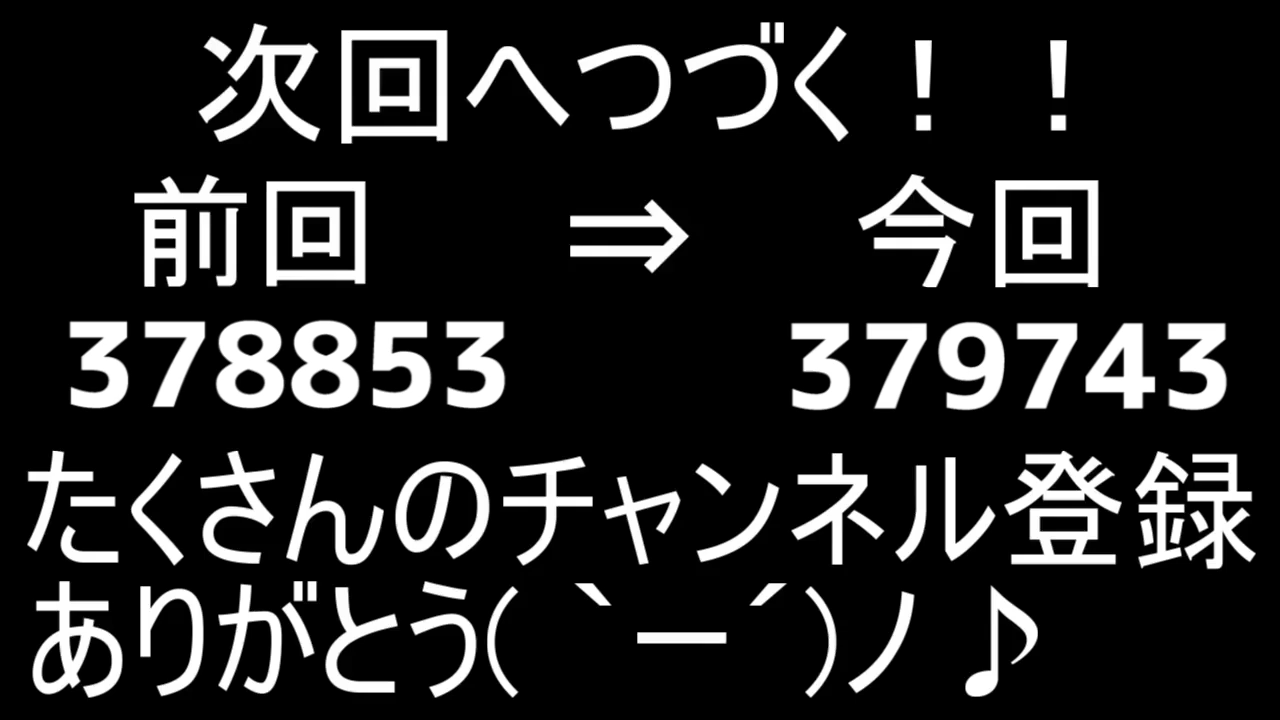 次回へつづく！！
前回 ⇒ 今回
378853 379743
たくさんのチャンネル登録
ありがとう( ｀ー´)ノ♪